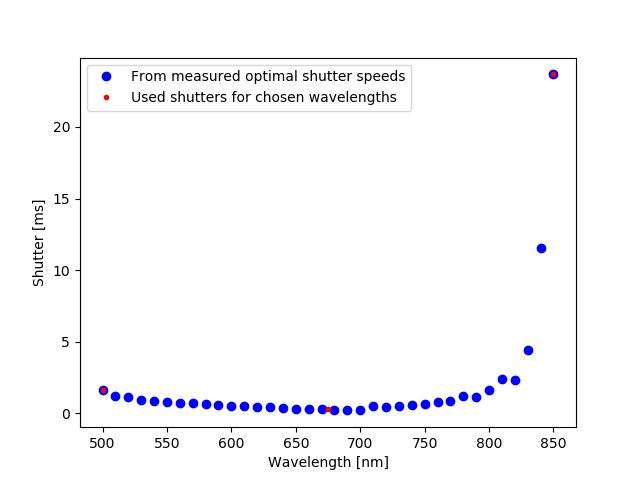 From measured optimal shutter speeds
Used shutters for chosen wavelengths
Shutter [ms]
20
15
10
5
0
500 550 600 650 700 750 800 850
Wavelength [nm]